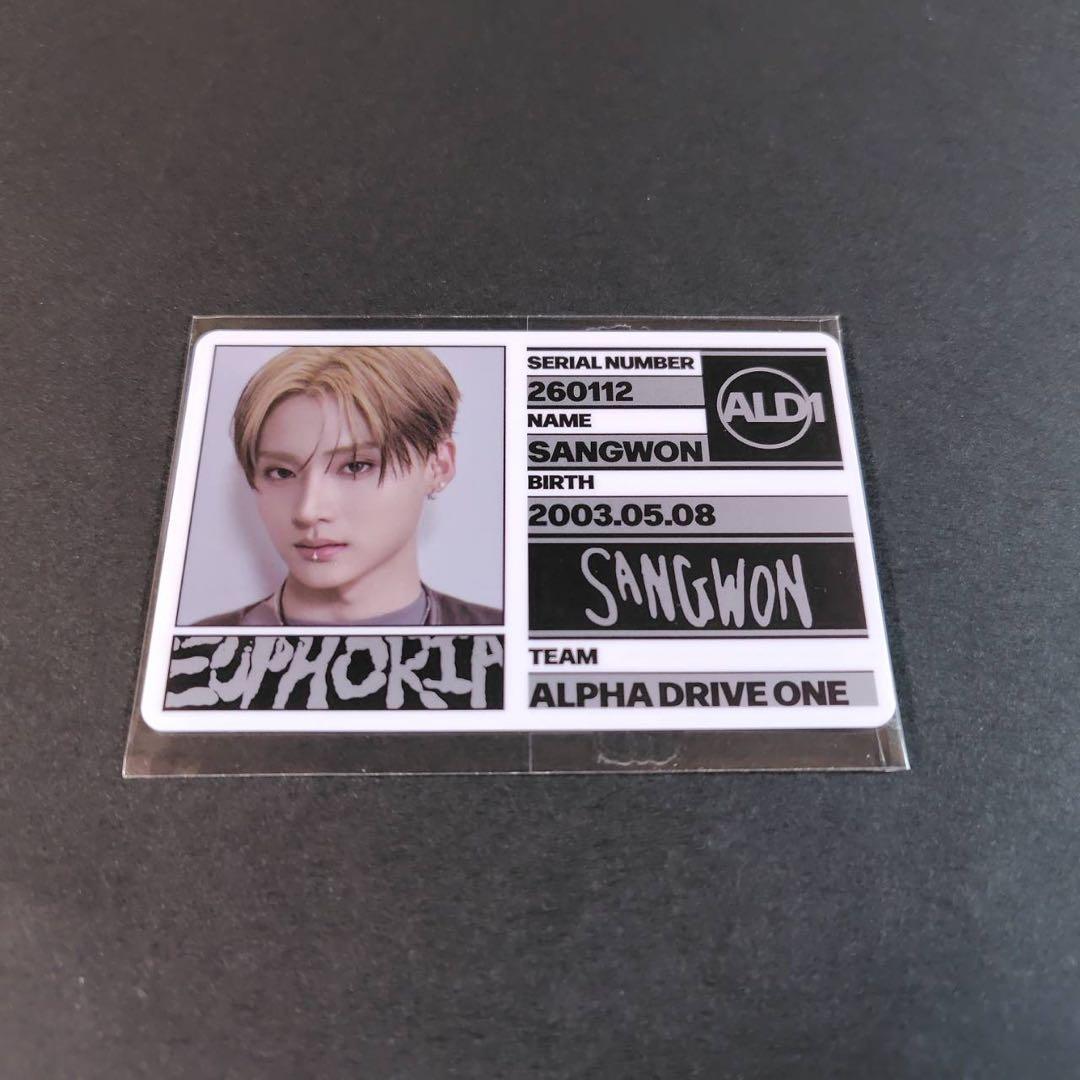 SERIAL NUMBER
260112
ALD1
NAME
SANGWON
BIRTH
2003.05.08
SANGWON
EUPHORIA
TEAM
ALPHA DRIVE ONE